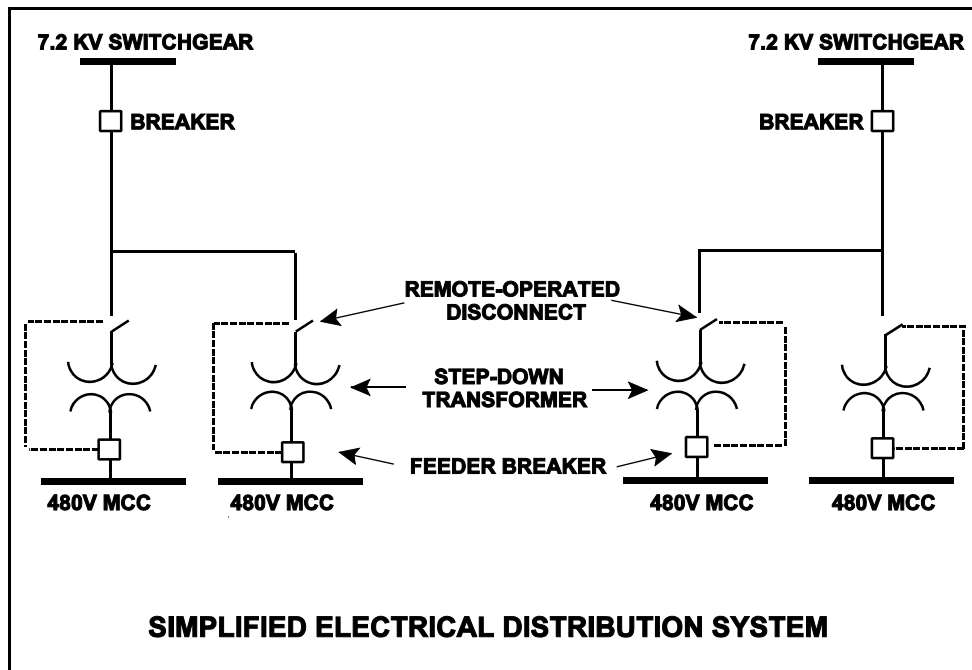 7.2 KV SWITCHGEAR
7.2 KV SWITCHGEAR
BREAKER
BREAKER
REMOTE-OPERATED
DISCONNECT
STEP-DOWN
TRANSFORMER
FEEDER BREAKER
480V MCC
480V MCC
480V MCC
480V MCC
SIMPLIFIED ELECTRICAL DISTRIBUTION SYSTEM